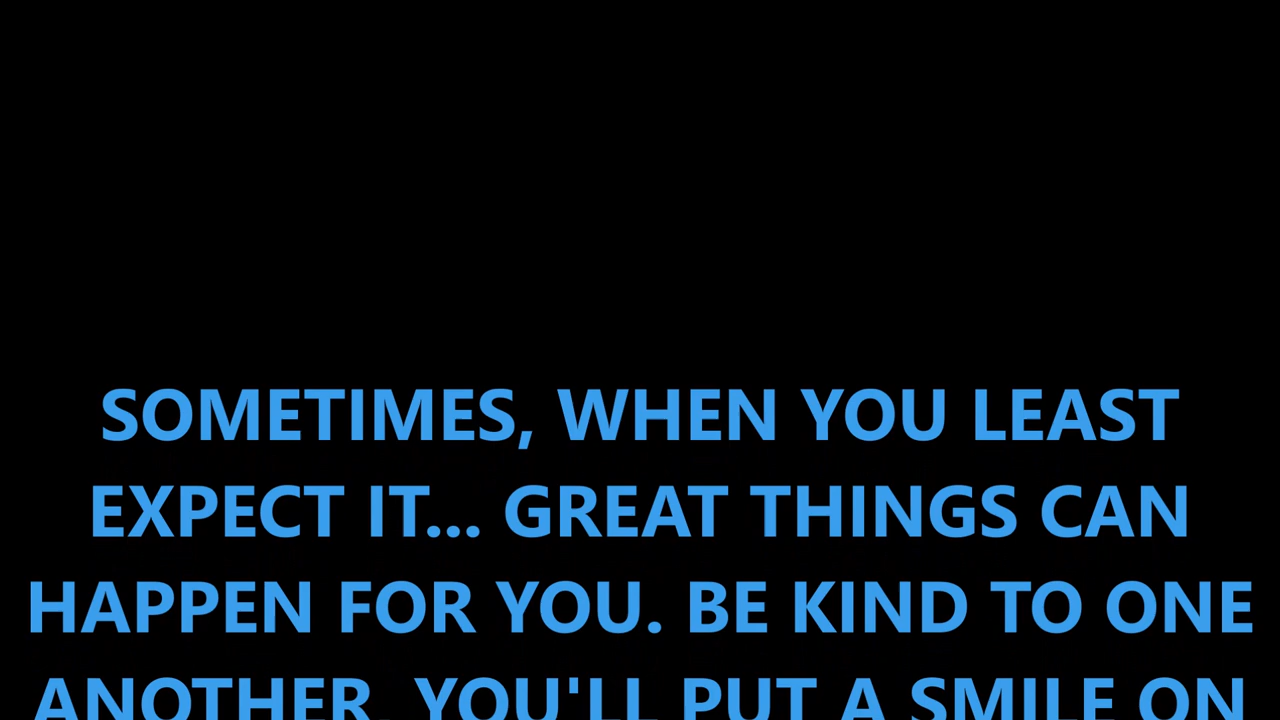 SOMETIMES, WHEN YOU LEAST
EXPECT IT... GREAT THINGS CAN
HAPPEN FOR YOU. BE KIND TO ONE
ANOTHER. YOU'LL PUT A SMILE ON